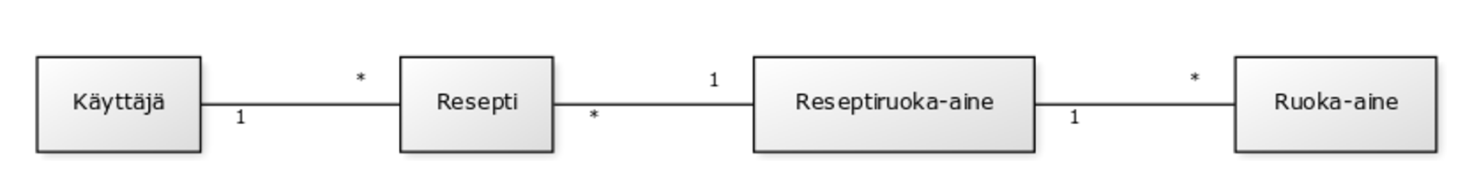 * 1 *
Käyttäjä Resepti Reseptiruoka-aine Ruoka-aine
1 * 1